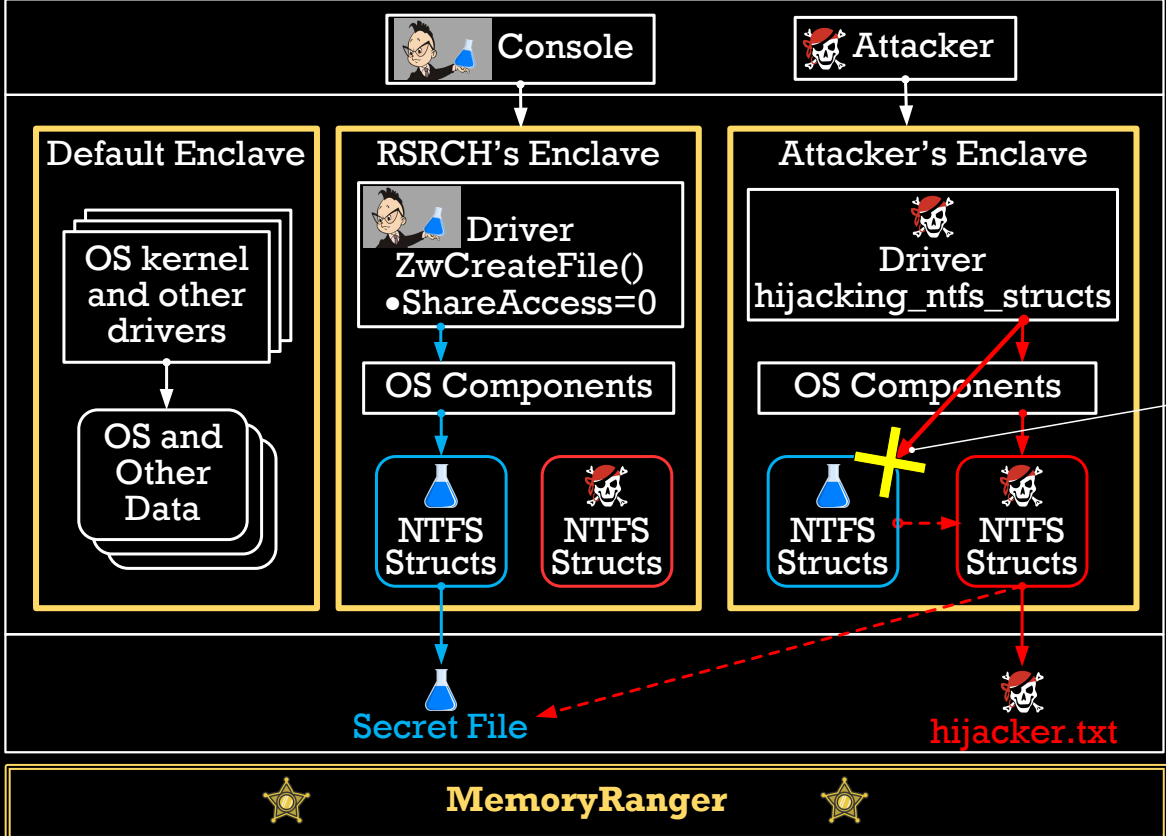 Console
Attacker
Default Enclave
OS kernel
and other
drivers
OS and
Other
Data
RSRCH's Enclave
Driver
ZwCreateFile()
●ShareAccess=0
OS Components
NTFS
Structs
NTFS
Structs
Attacker's Enclave
Driver
hijacking_ntfs_structs
OS Components
NTFS
Structs
NTFS
Structs
Secret File
hijacker.txt
MemoryRanger